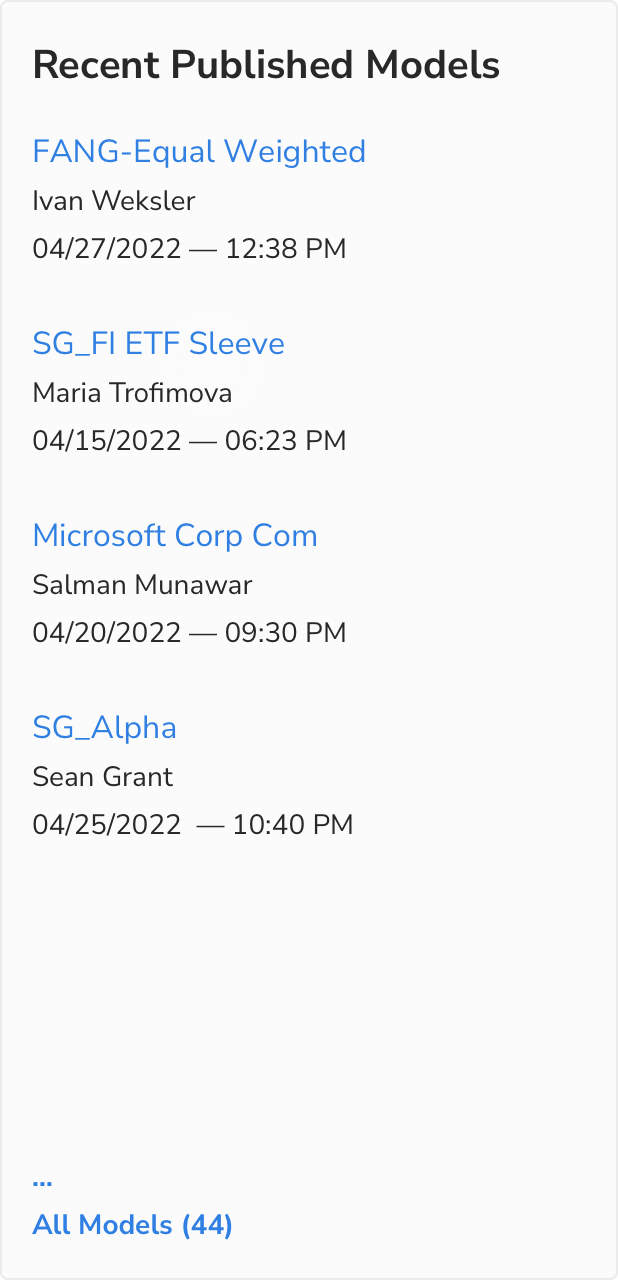 Recent Published Models
FANG-Equal Weighted
Ivan Weksler
04/27/2022 — 12:38 PM
SG_FI ETF Sleeve
Maria Trofimova
04/15/2022 — 06:23 PM
Microsoft Corp Com
Salman Munawar
04/20/2022 — 09:30 PM
SG_Alpha
Sean Grant
04/25/2022  — 10:40 PM
...
All Models (44)